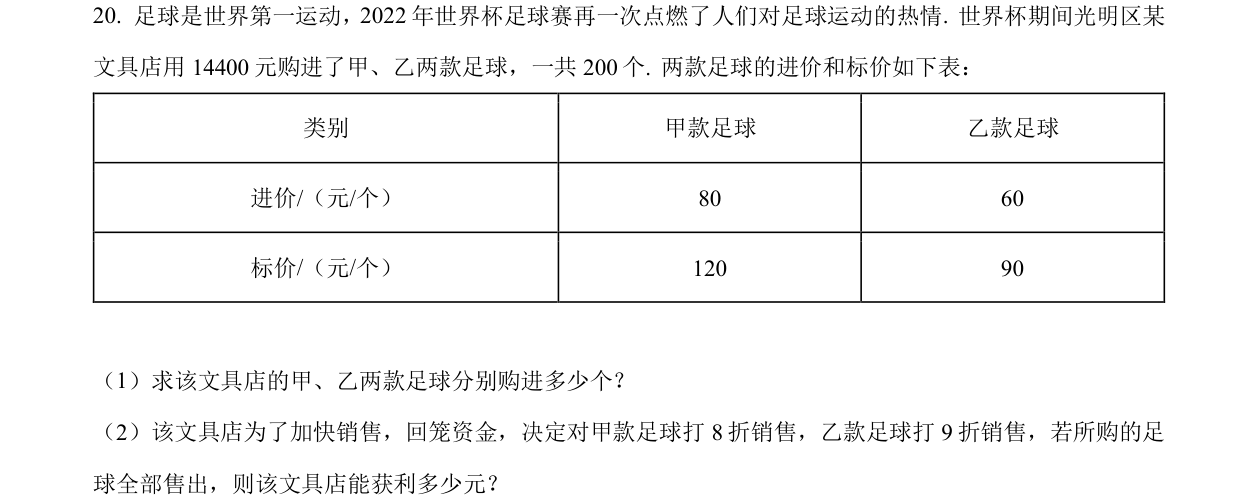 20. 足球是世界第一运动，2022 年世界杯足球赛再一次点燃了人们对足球运动的热情. 世界杯期间光明区某
文具店用 14400 元购进了甲、乙两款足球，一共 200 个. 两款足球的进价和标价如下表：
类别 甲款足球 乙款足球
进价/（元/个） 80 60
标价/（元/个） 120 90
（1）求该文具店的甲、乙两款足球分别购进多少个？
（2）该文具店为了加快销售，回笼资金，决定对甲款足球打 8 折销售，乙款足球打 9 折销售，若所购的足
球全部售出，则该文具店能获利多少元？